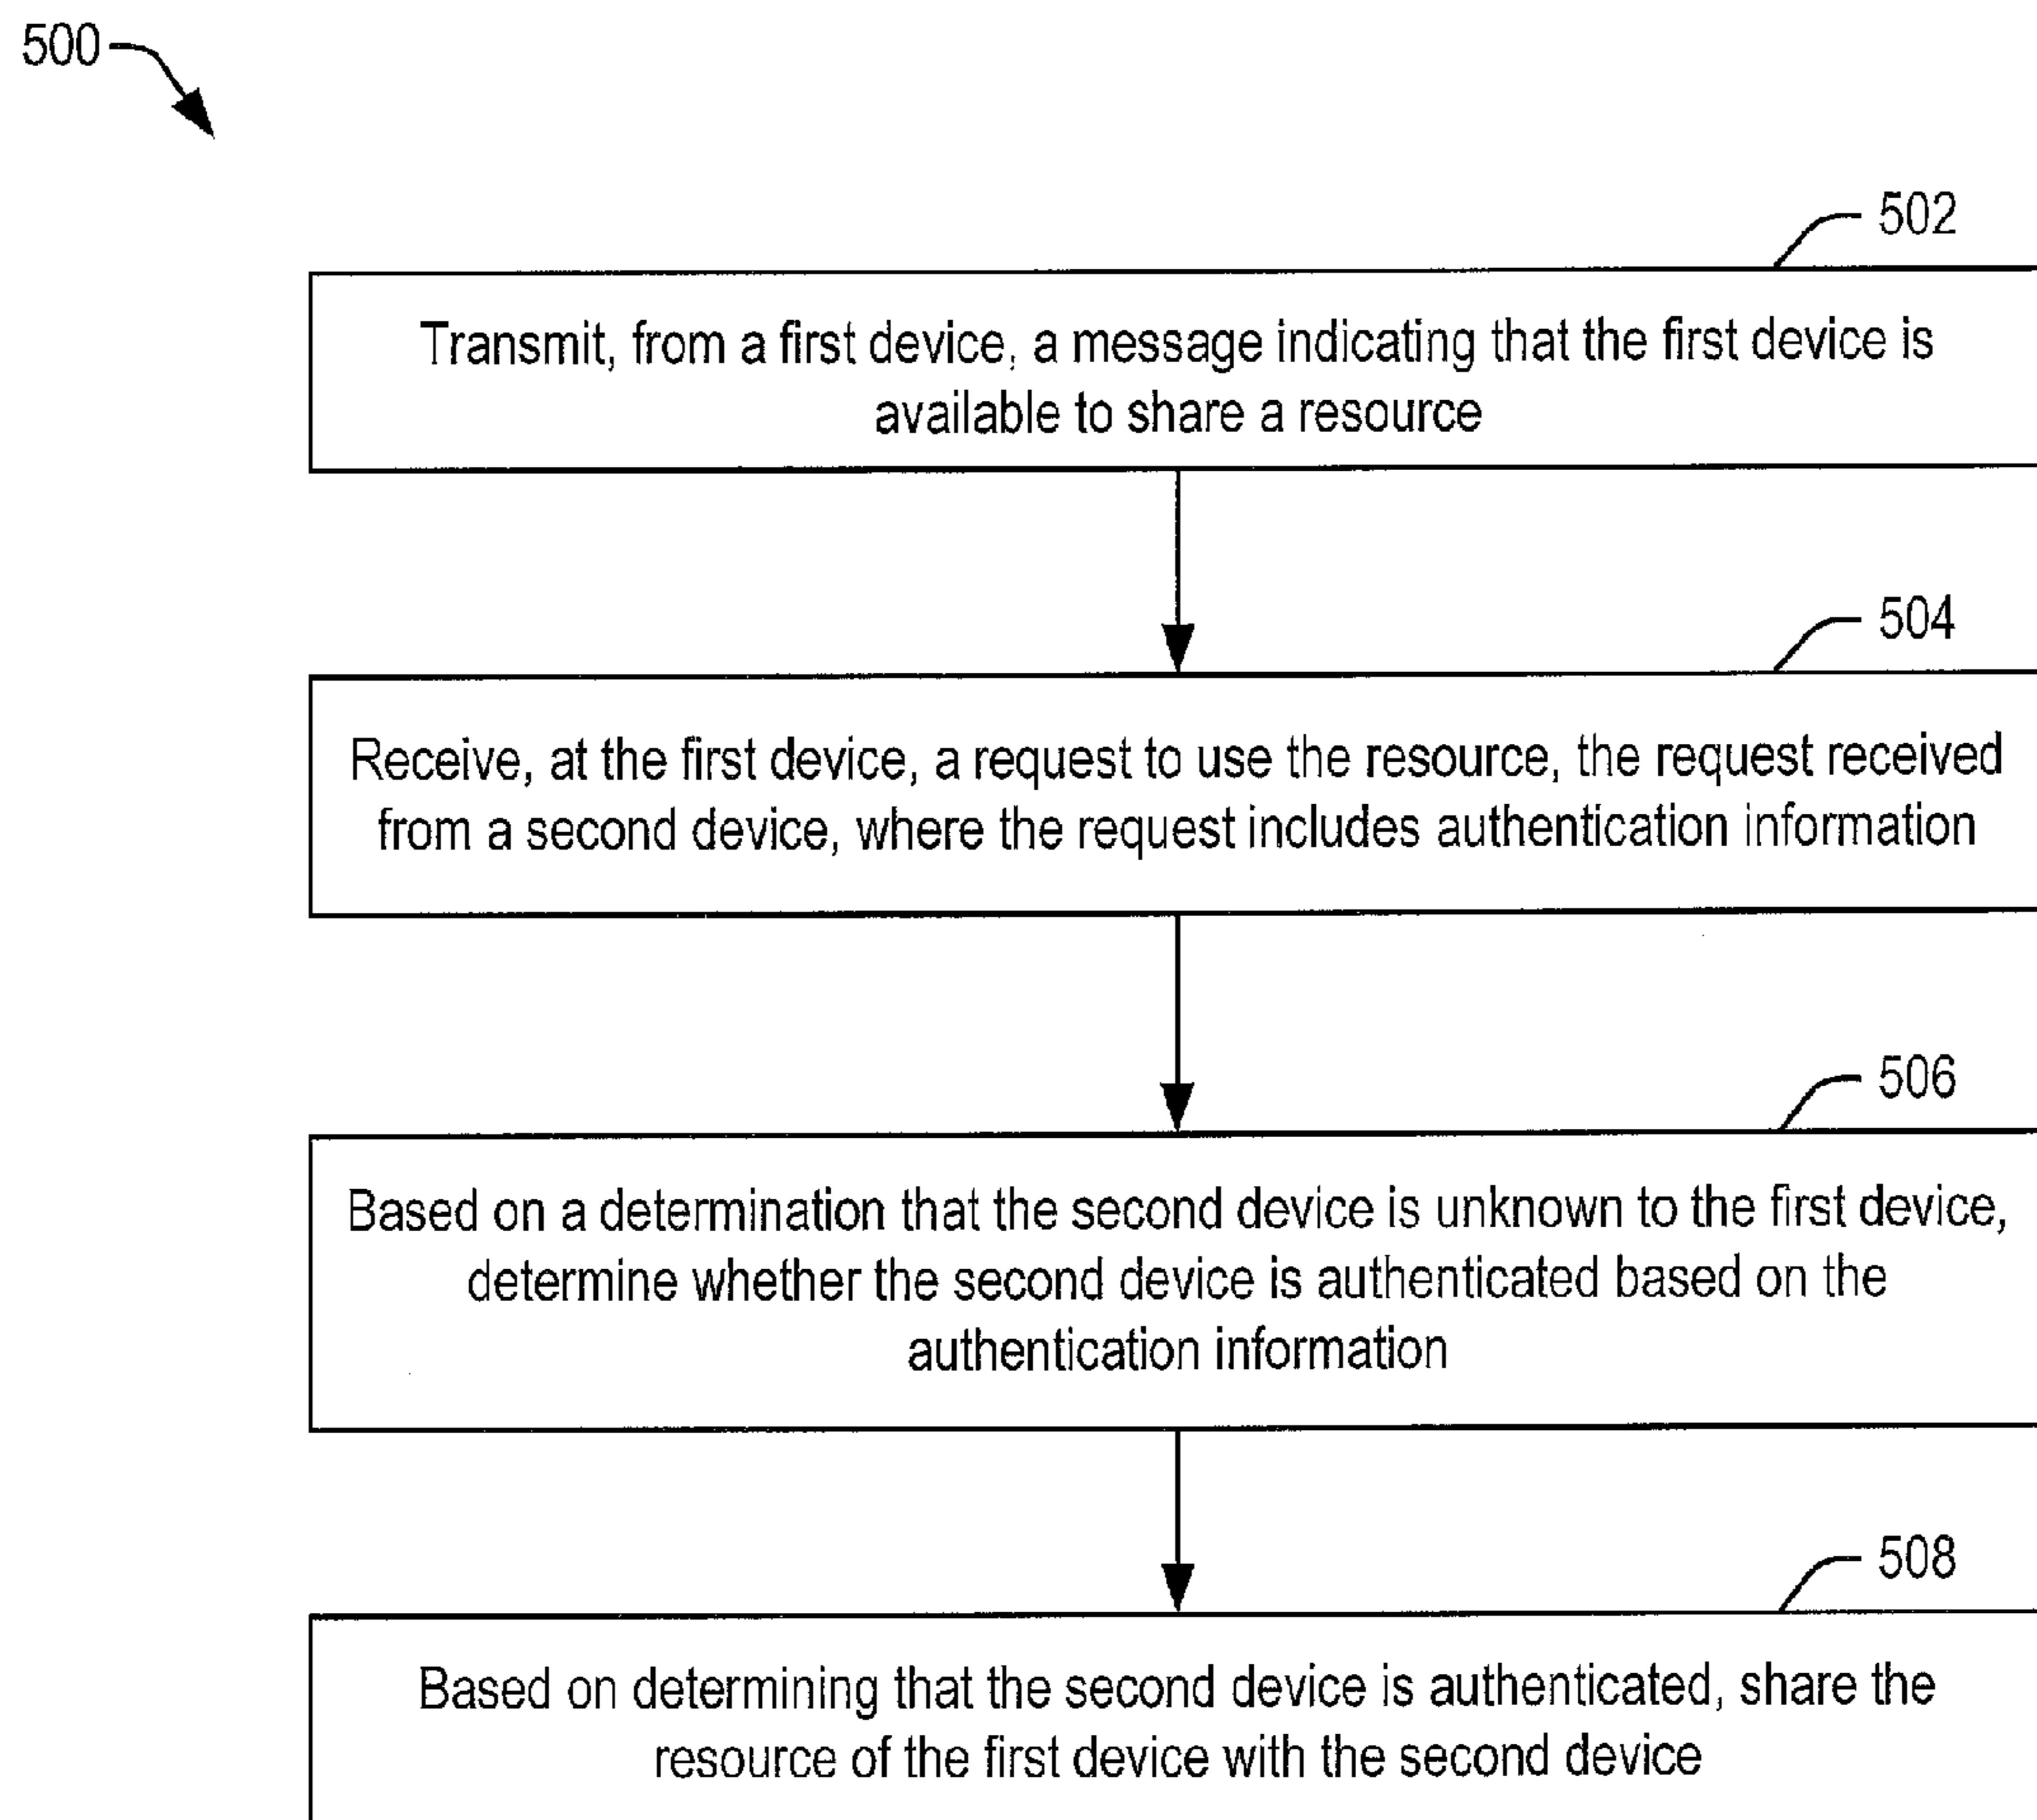 500
502
Transmit, from a first device, a message indicating that the first device is
available to share a resource
504
Receive, at the first device, a request to use the resource, the request received
from a second device, where the request includes authentication information
506
Based on a determination that the second device is unknown to the first device,
determine whether the second device is authenticated based on the
authentication information
508
Based on determining that the second device is authenticated, share the
resource of the first device with the second device